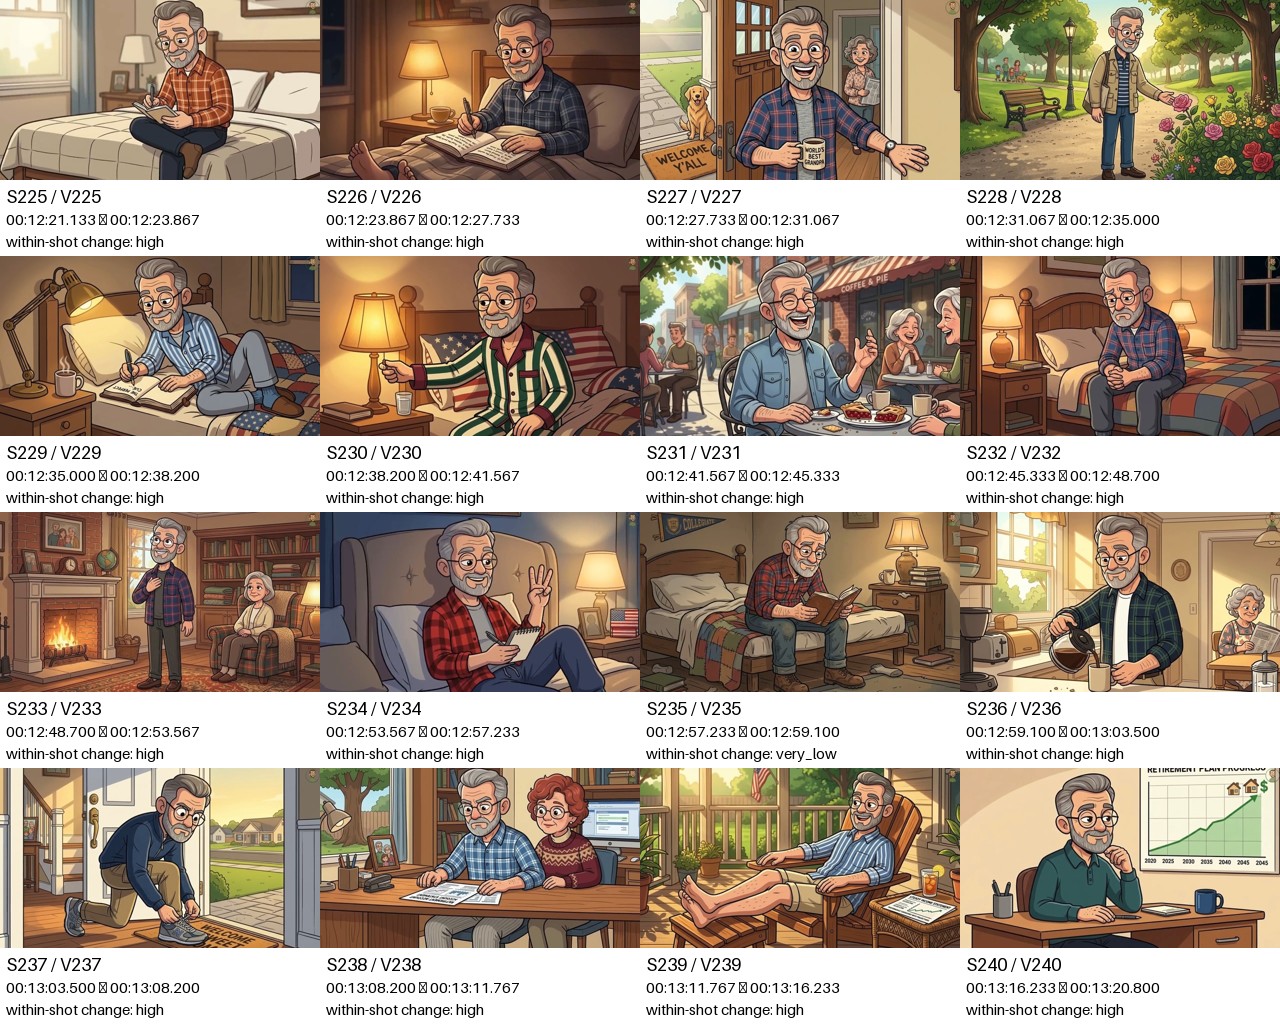 WORLD'S
BEST
GRANDPA
WELCOME
Y'ALL
S225 / V225
00:12:21.133 00:12:23.867
within-shot change: high
S226 / V226
00:12:23.867 00:12:27.733
within-shot change: high
S227 / V227
00:12:27.733 00:12:31.067
within-shot change: high
S228 / V228
00:12:31.067 00:12:35.000
within-shot change: high
COFFEE & PIE
S229 / V229
00:12:35.000 00:12:38.200
within-shot change: high
S230 / V230
00:12:38.200 00:12:41.567
within-shot change: high
S231 / V231
00:12:41.567 00:12:45.333
within-shot change: high
S232 / V232
00:12:45.333 00:12:48.700
within-shot change: high
S233 / V233
00:12:48.700 00:12:53.567
within-shot change: high
S234 / V234
00:12:53.567 00:12:57.233
within-shot change: high
S235 / V235
00:12:57.233 00:12:59.100
within-shot change: very_low
S236 / V236
00:12:59.100 00:13:03.500
within-shot change: high
WELCOME
RETIREMENT PLAN PROGRESS
$
S237 / V237
00:13:03.500 00:13:08.200
within-shot change: high
S238 / V238
00:13:08.200 00:13:11.767
within-shot change: high
S239 / V239
00:13:11.767 00:13:16.233
within-shot change: high
S240 / V240
00:13:16.233 00:13:20.800
within-shot change: high